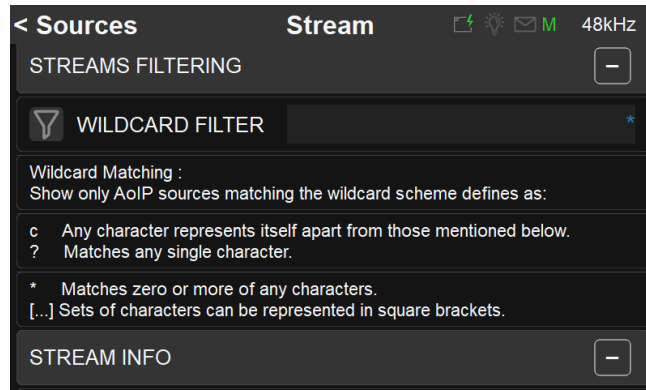 < Sources Stream M 48kHz
STREAMS FILTERING −
WILDCARD FILTER *
Wildcard Matching :
Show only AoIP sources matching the wildcard scheme defines as:
c Any character represents itself apart from those mentioned below.
? Matches any single character.
* Matches zero or more of any characters.
[...] Sets of characters can be represented in square brackets.
STREAM INFO −